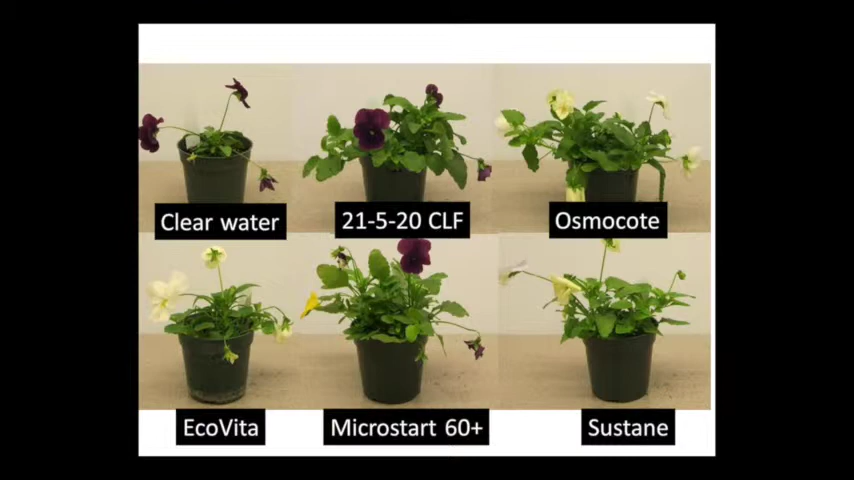 Clear water
21-5-20 CLF
Osmocote
EcoVita
Microstart 60+
Sustane